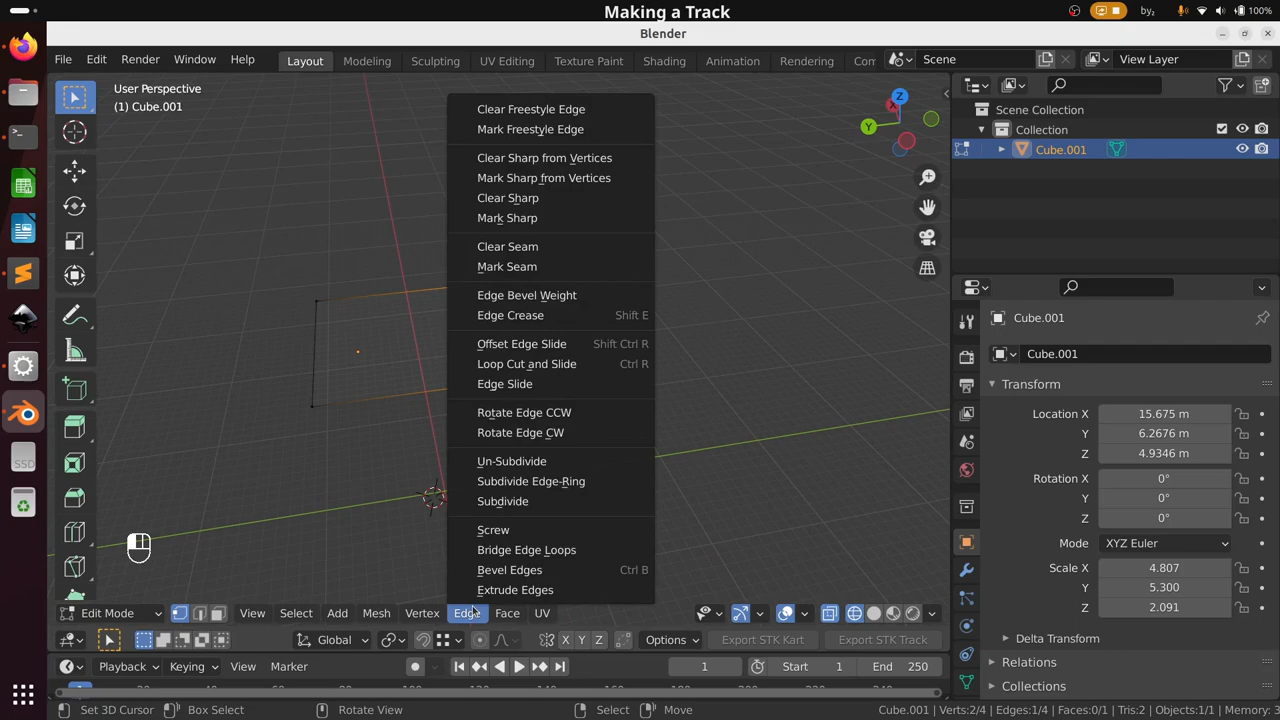 Making a Track
by₂
100%
Blender
File Edit Render Window Help Layout Modeling Sculpting UV Editing Texture Paint Shading Animation Rendering Com Scene View Layer
User Perspective
(1) Cube.001
Clear Freestyle Edge
Mark Freestyle Edge
Clear Sharp from Vertices
Mark Sharp from Vertices
Clear Sharp
Mark Sharp
Clear Seam
Mark Seam
Edge Bevel Weight
Edge Crease Shift E
Offset Edge Slide Shift Ctrl R
Loop Cut and Slide Ctrl R
Edge Slide
Rotate Edge CCW
Rotate Edge CW
Un-Subdivide
Subdivide Edge-Ring
Subdivide
Screw
Bridge Edge Loops
Bevel Edges Ctrl B
Extrude Edges
Z
X
Y
Scene Collection
Collection
Cube.001
Cube.001
Cube.001
Transform
Location X 15.675 m
Y 6.2676 m
Z 4.9346 m
Rotation X 0°
Y 0°
Z 0°
Mode XYZ Euler
Scale X 4.807
Y 5.300
Z 2.091
Delta Transform
Relations
Collections
SSD
Edit Mode View Select Add Mesh Vertex Edge Face UV
Global X Y Z Options Export STK Kart Export STK Track
Playback Keying View Marker 1 Start 1 End 250
Set 3D Cursor Box Select Rotate View Select Move Cube.001 | Verts:2/4 | Edges:1/4 | Faces:0/1 | Tris:2 | Objects:1/1 | Memory: 3